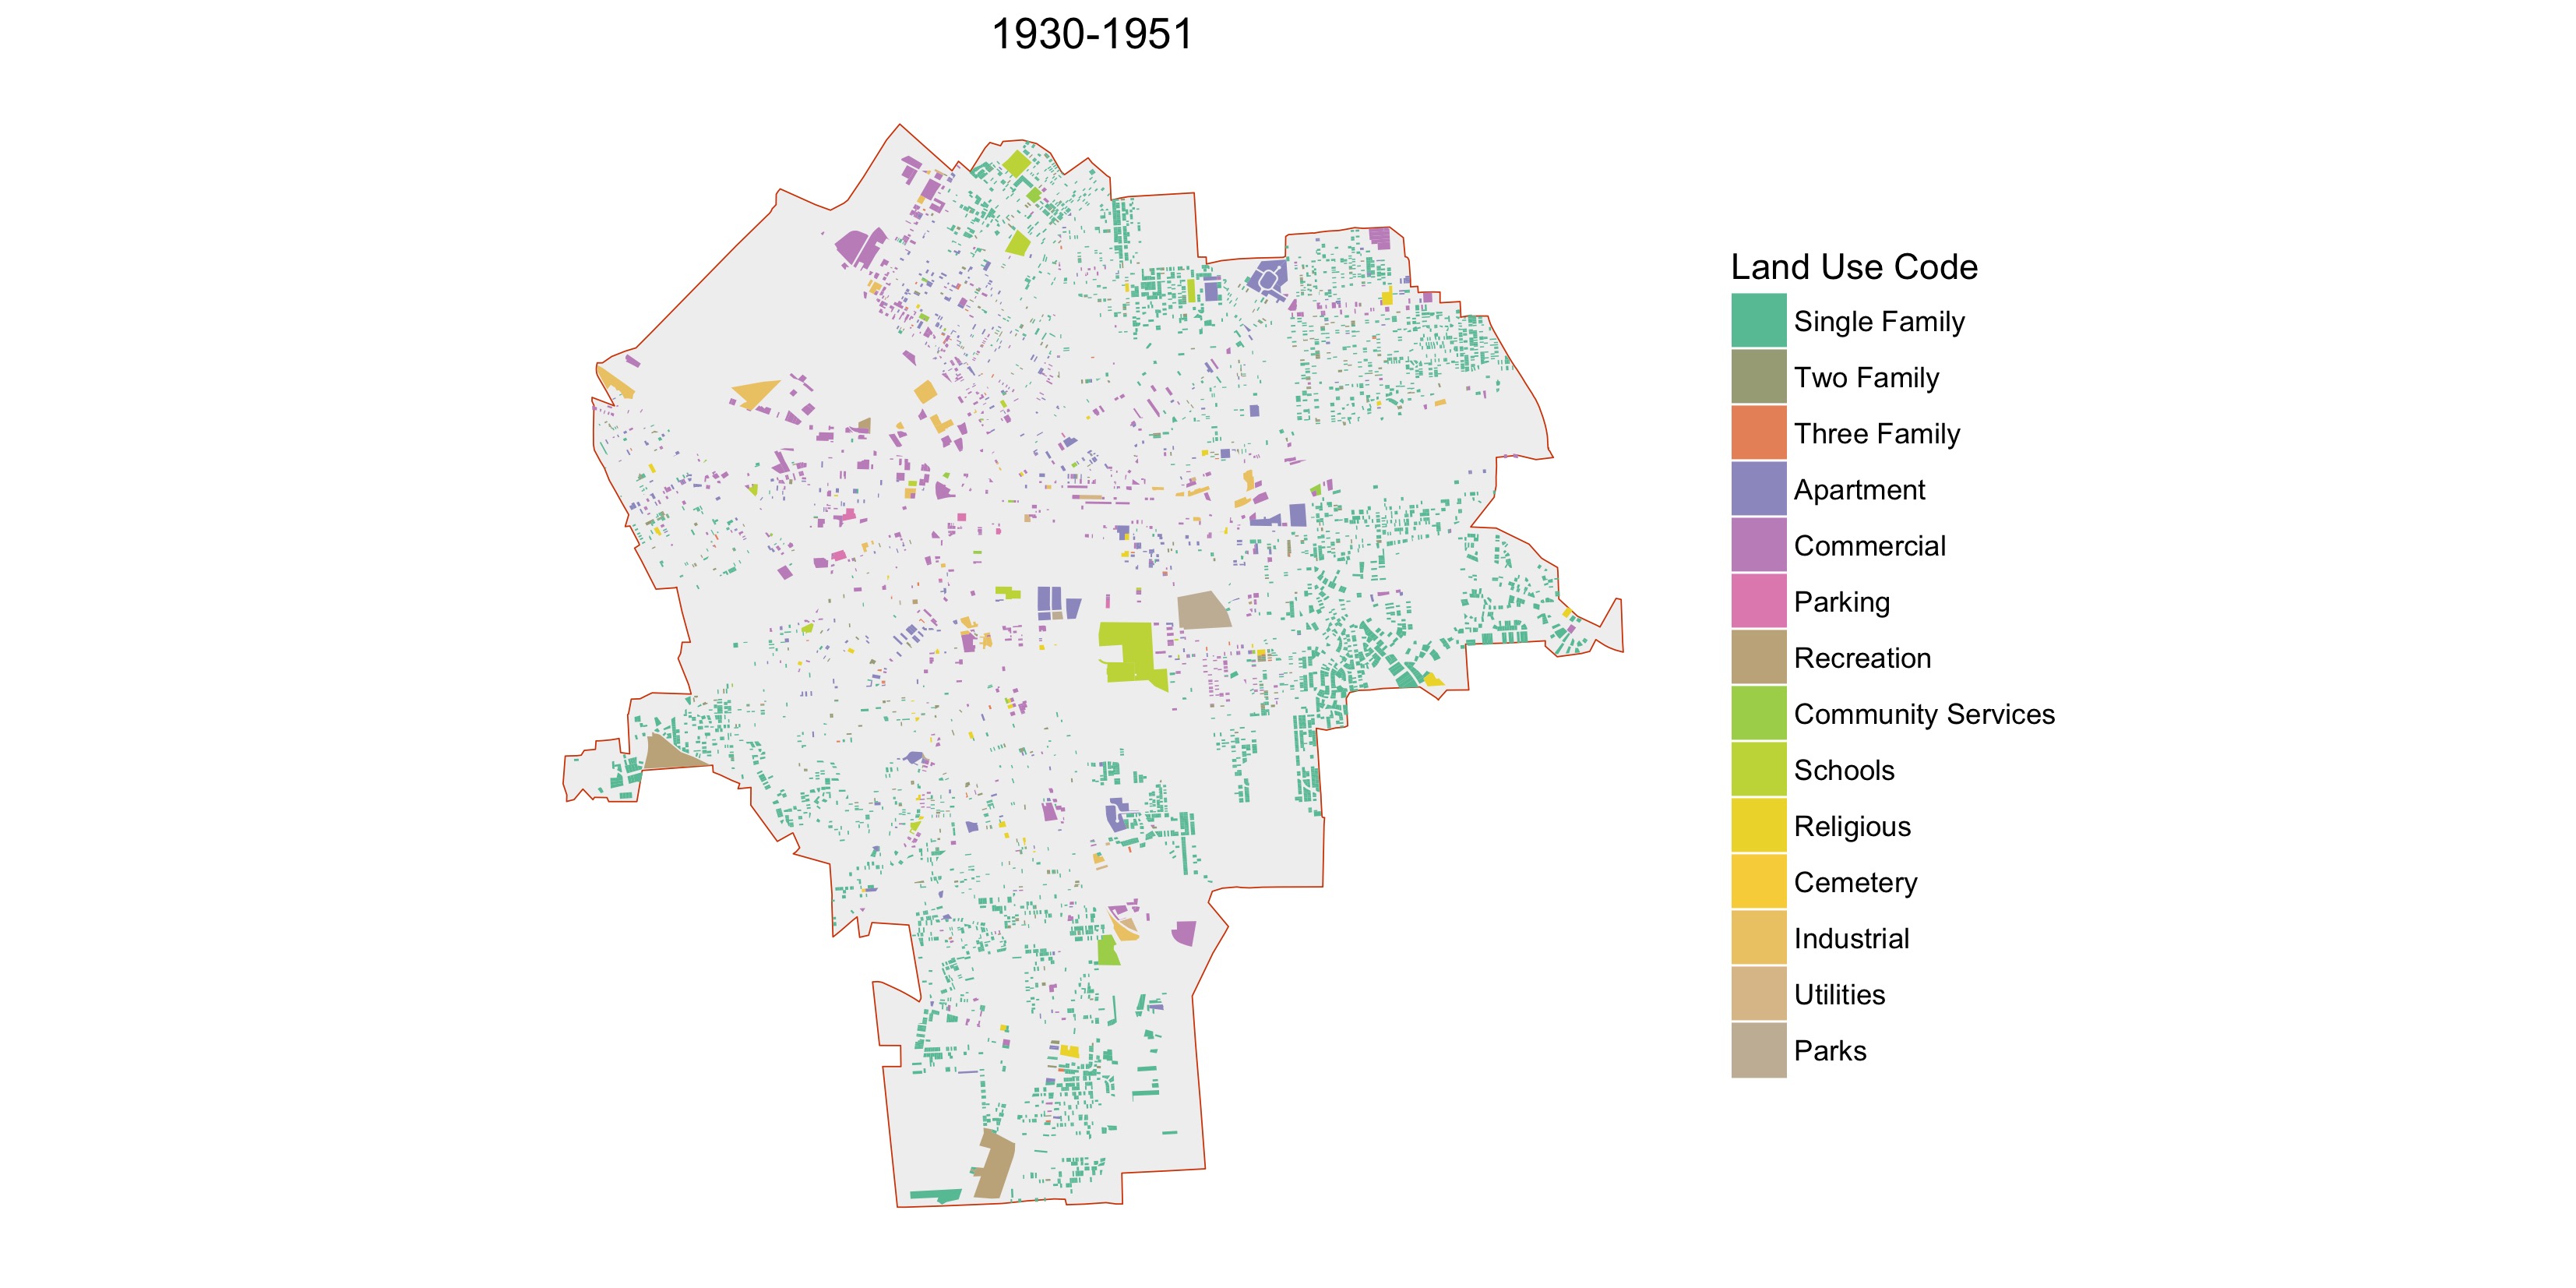 1930-1951
Land Use Code
Single Family
Two Family
Three Family
Apartment
Commercial
Parking
Recreation
Community Services
Schools
Religious
Cemetery
Industrial
Utilities
Parks